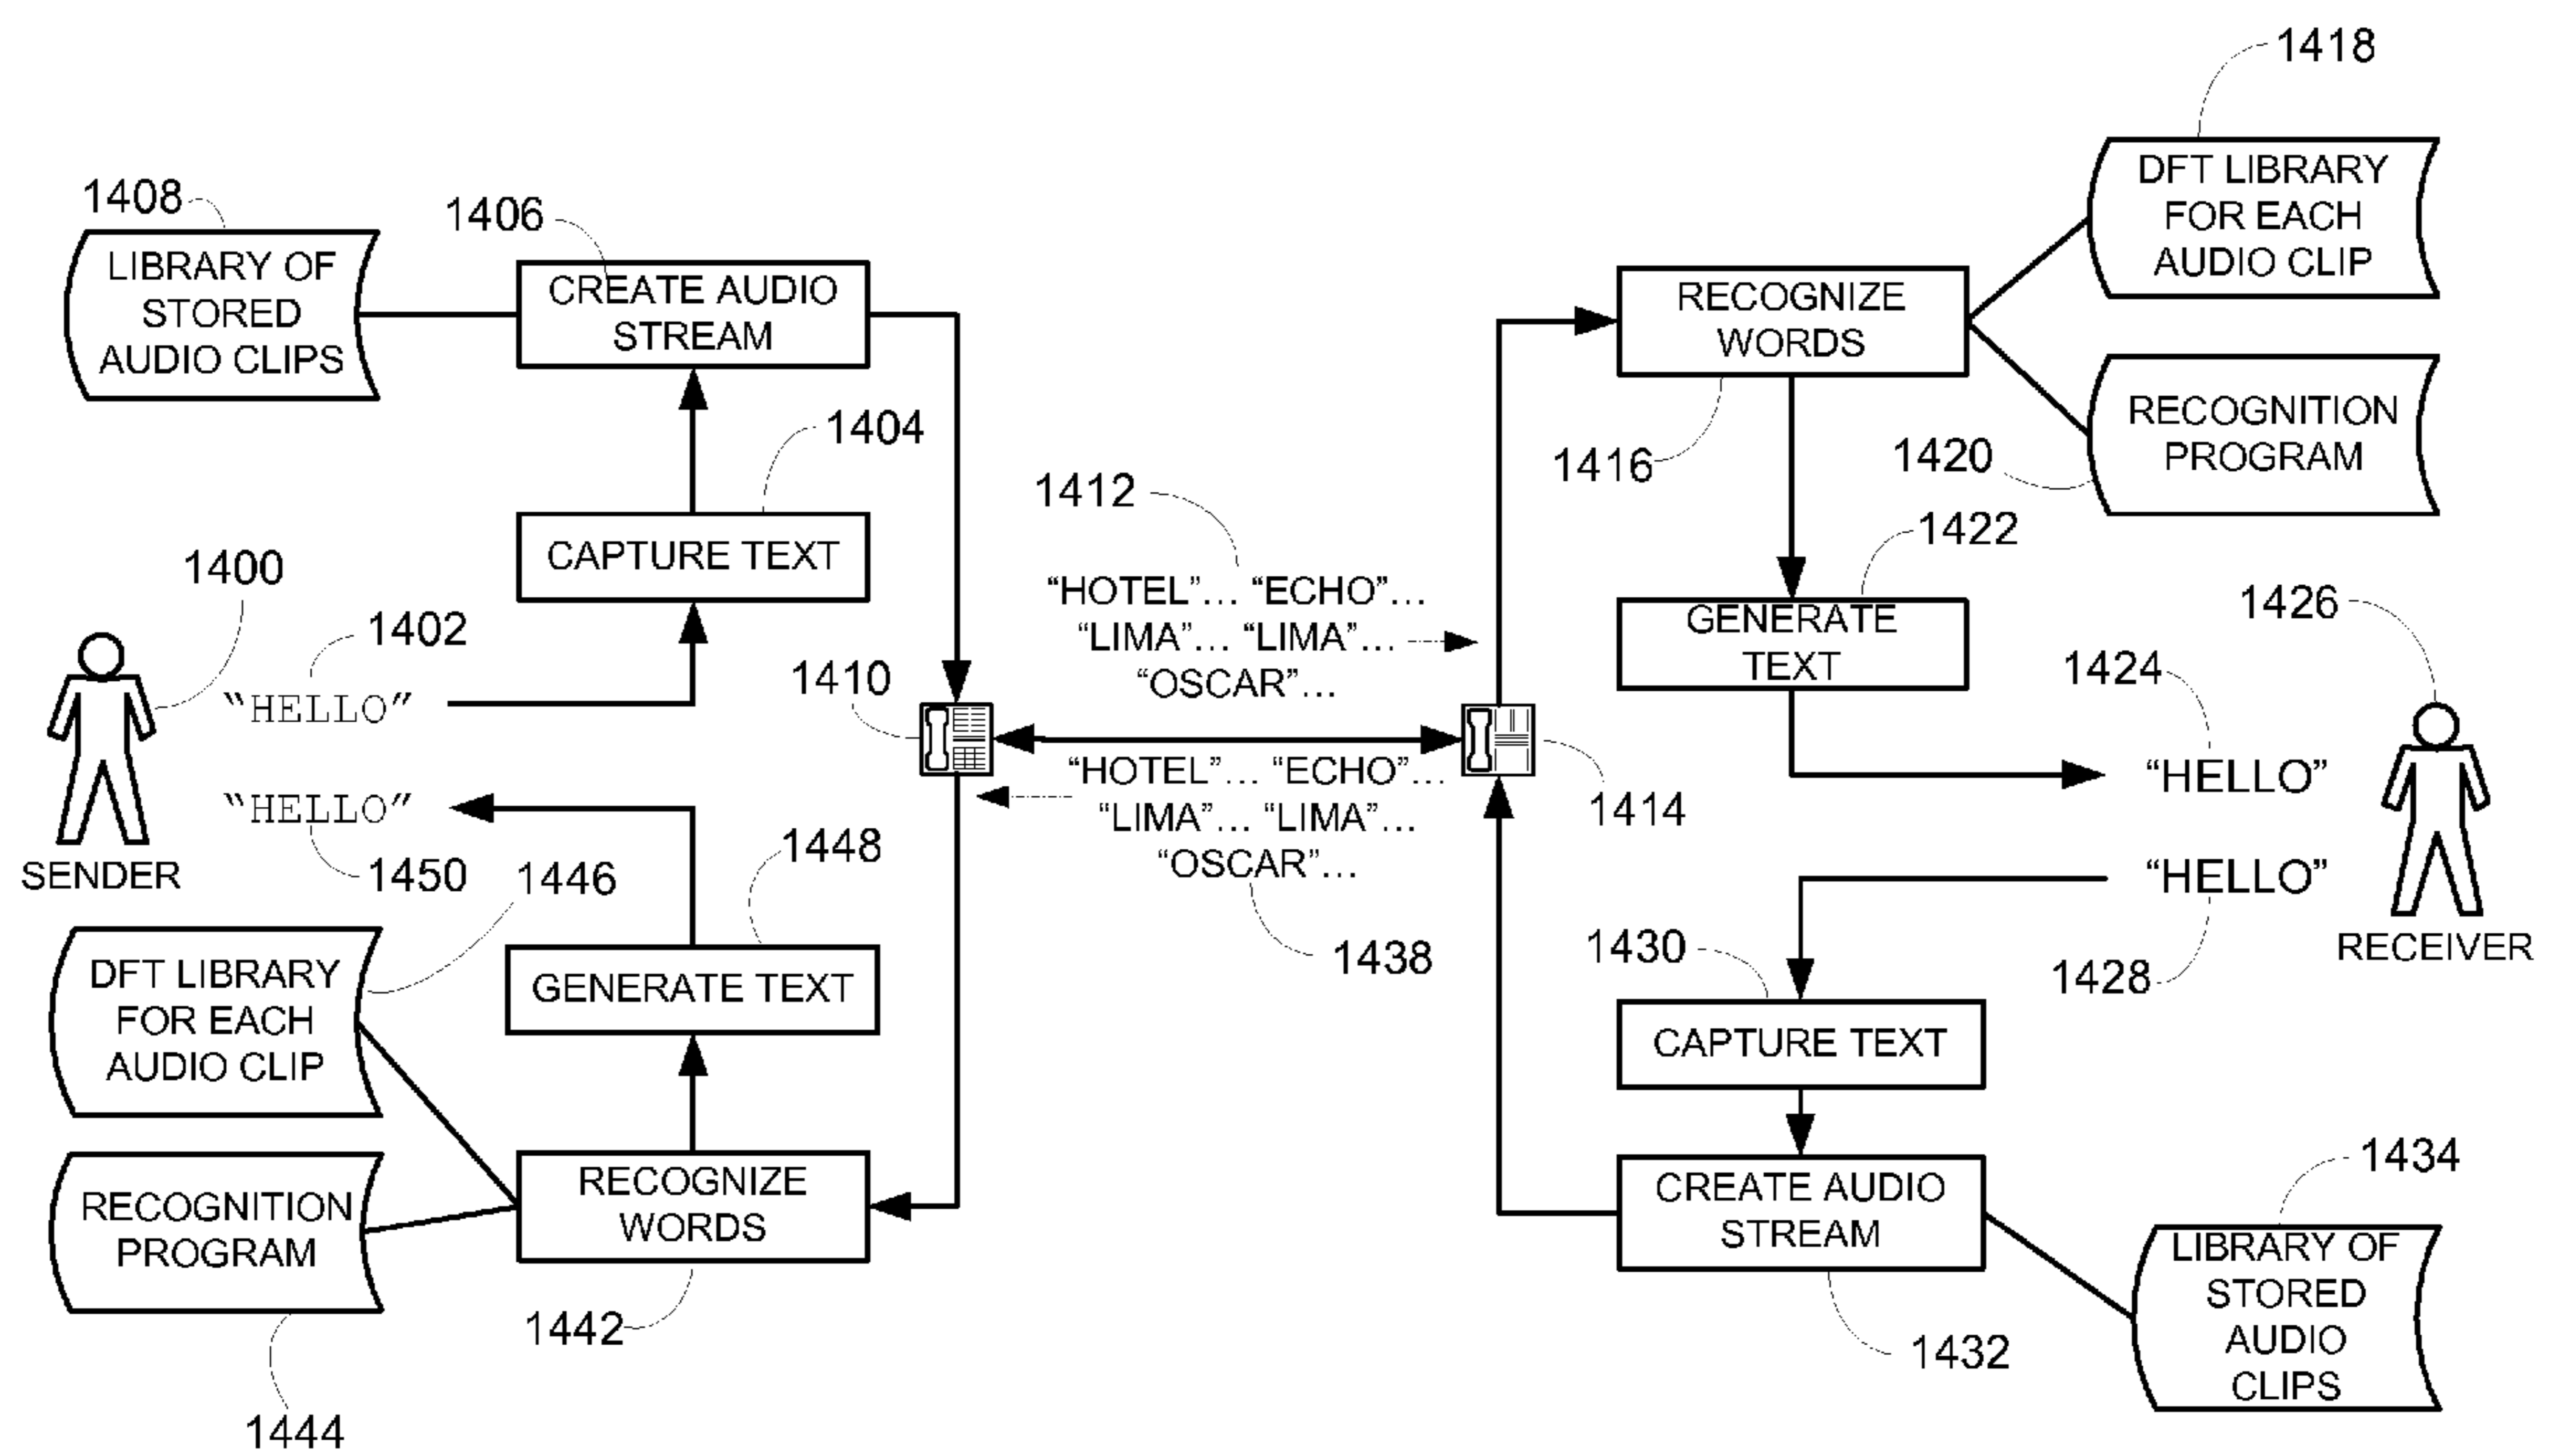 1418
DFT LIBRARY
FOR EACH
AUDIO CLIP
1408
LIBRARY OF
STORED
AUDIO CLIPS
1406
CREATE AUDIO
STREAM
RECOGNIZE
WORDS
1416
RECOGNITION
PROGRAM
1420
1404
CAPTURE TEXT
1412
“HOTEL”... “ECHO”...
“LIMA”... “LIMA”...
“OSCAR”...
1422
GENERATE
TEXT
1400
1402
“HELLO”
1410
1426
1424
“HELLO”
“HELLO”
1450
SENDER
“HOTEL”... “ECHO”...
“LIMA”... “LIMA”...
“OSCAR”...
1438
1414
“HELLO”
1428
RECEIVER
1446
1448
GENERATE TEXT
DFT LIBRARY
FOR EACH
AUDIO CLIP
1430
CAPTURE TEXT
RECOGNITION
PROGRAM
1444
RECOGNIZE
WORDS
1442
CREATE AUDIO
STREAM
1432
1434
LIBRARY OF
STORED
AUDIO
CLIPS